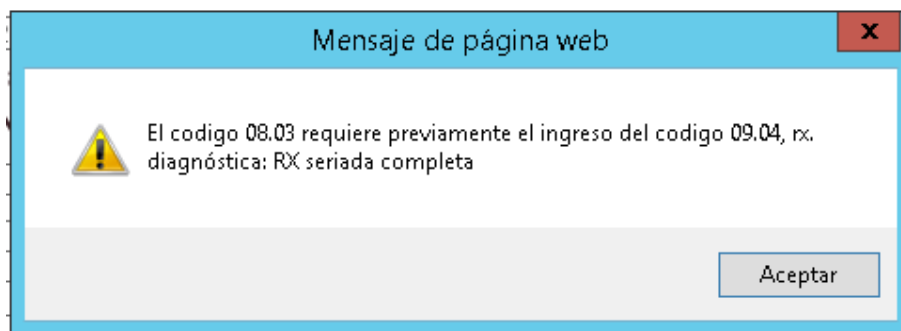 Mensaje de página web
x
El codigo 08.03 requiere previamente el ingreso del codigo 09.04, rx.
diagnóstica: RX seriada completa
Aceptar